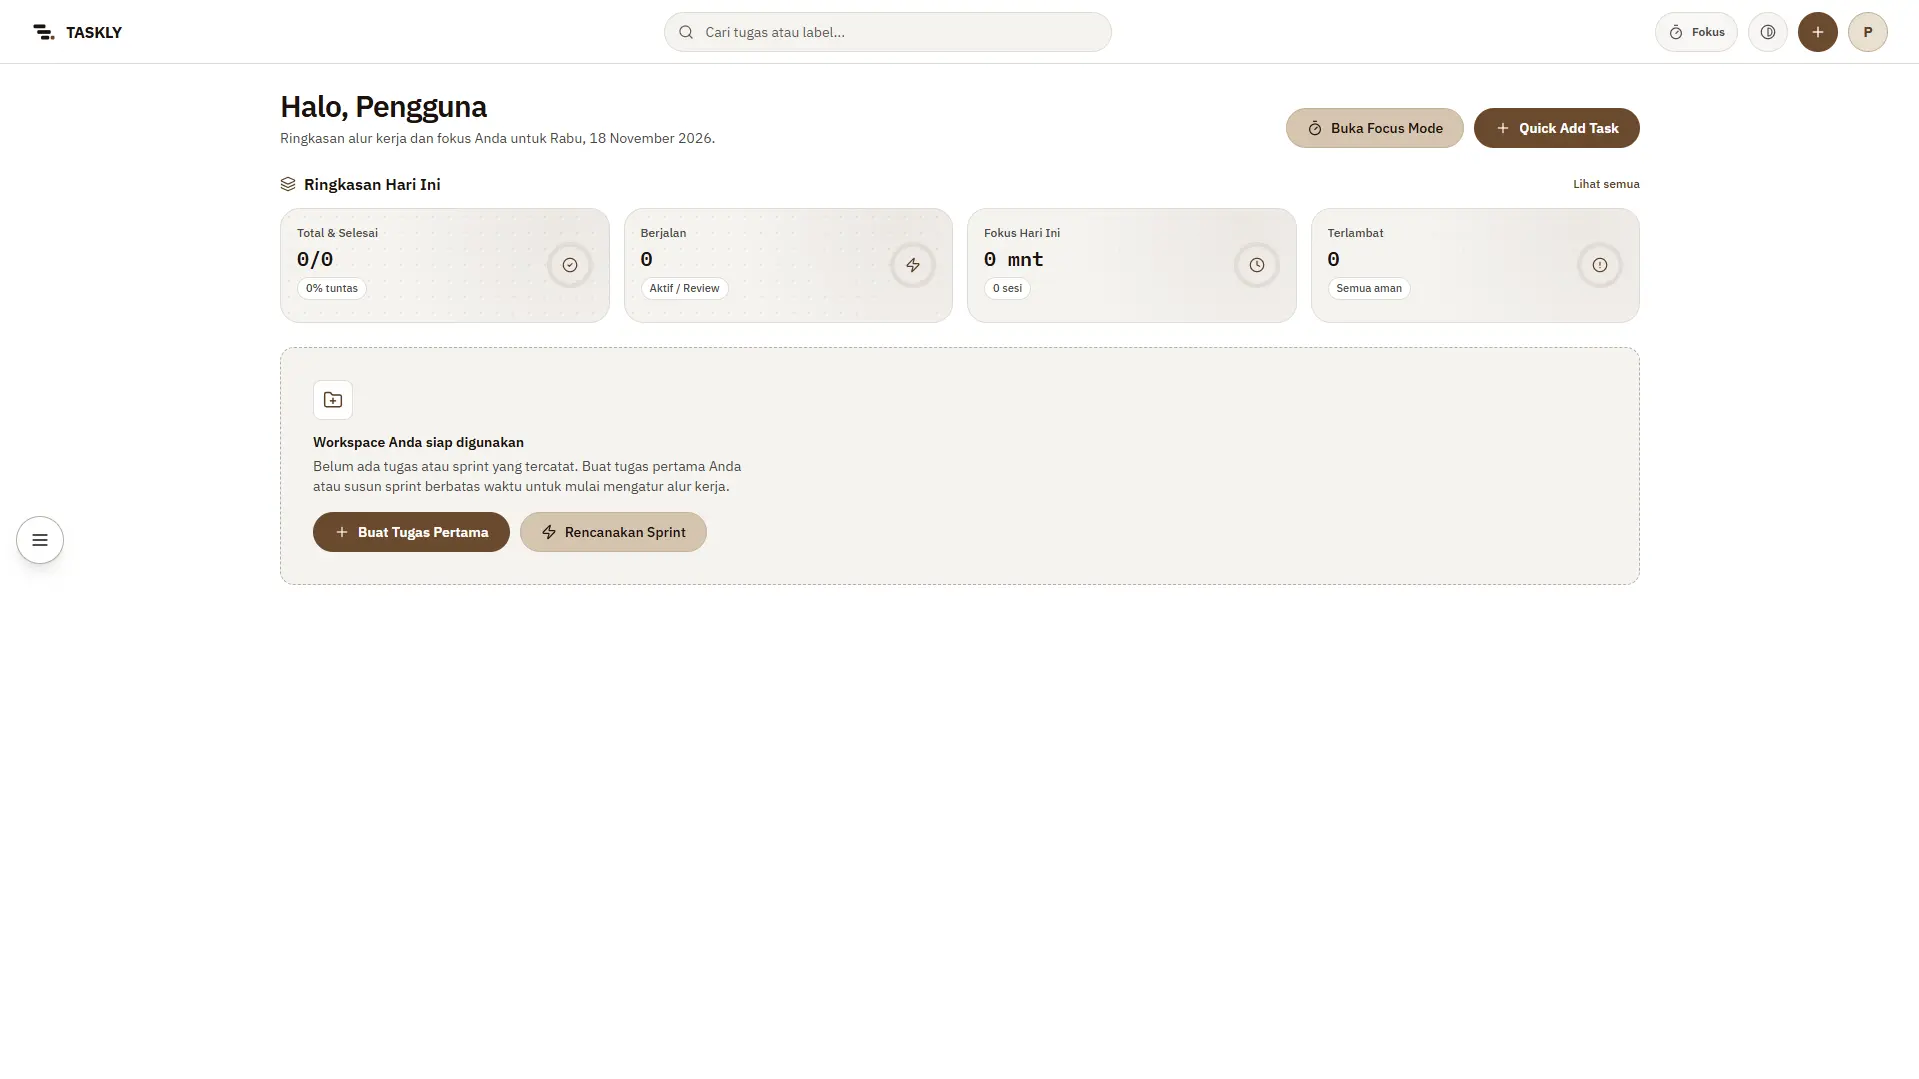 TASKLY
Cari tugas atau label...
Fokus
P
Halo, Pengguna
Ringkasan alur kerja dan fokus Anda untuk Rabu, 18 November 2026.
Buka Focus Mode
Quick Add Task
Ringkasan Hari Ini
Lihat semua
Total & Selesai
0/0
0% tuntas
Berjalan
0
Aktif / Review
Fokus Hari Ini
0 mnt
0 sesi
Terlambat
0
Semua aman
Workspace Anda siap digunakan
Belum ada tugas atau sprint yang tercatat. Buat tugas pertama Anda
atau susun sprint berbatas waktu untuk mulai mengatur alur kerja.
Buat Tugas Pertama
Rencanakan Sprint